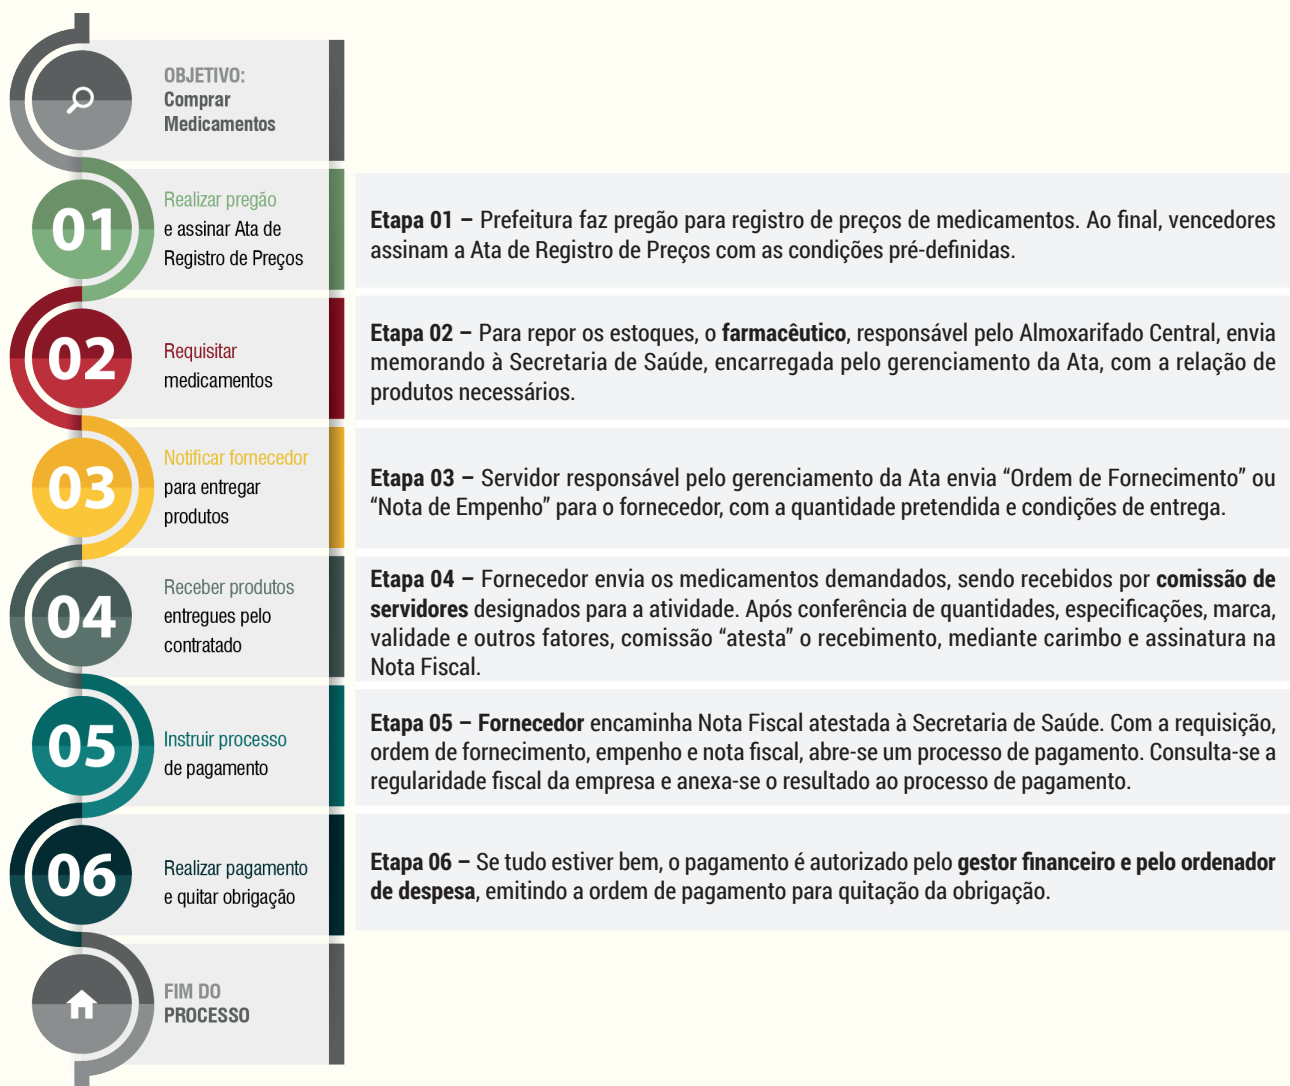 OBJETIVO:
Comprar
Medicamentos
01
Realizar pregão
e assinar Ata de
Registro de Preços
Etapa 01 – Prefeitura faz pregão para registro de preços de medicamentos. Ao final, vencedores
assinam a Ata de Registro de Preços com as condições pré-definidas.
02
Requisitar
medicamentos
Etapa 02 – Para repor os estoques, o farmacêutico, responsável pelo Almoxarifado Central, envia
memorando à Secretaria de Saúde, encarregada pelo gerenciamento da Ata, com a relação de
produtos necessários.
03
Notificar fornecedor
para entregar
produtos
Etapa 03 – Servidor responsável pelo gerenciamento da Ata envia “Ordem de Fornecimento” ou
“Nota de Empenho” para o fornecedor, com a quantidade pretendida e condições de entrega.
04
Receber produtos
entregues pelo
contratado
Etapa 04 – Fornecedor envia os medicamentos demandados, sendo recebidos por comissão de
servidores designados para a atividade. Após conferência de quantidades, especificações, marca,
validade e outros fatores, comissão “atesta” o recebimento, mediante carimbo e assinatura na
Nota Fiscal.
05
Instruir processo
de pagamento
Etapa 05 – Fornecedor encaminha Nota Fiscal atestada à Secretaria de Saúde. Com a requisição,
ordem de fornecimento, empenho e nota fiscal, abre-se um processo de pagamento. Consulta-se a
regularidade fiscal da empresa e anexa-se o resultado ao processo de pagamento.
06
Realizar pagamento
e quitar obrigação
Etapa 06 – Se tudo estiver bem, o pagamento é autorizado pelo gestor financeiro e pelo ordenador
de despesa, emitindo a ordem de pagamento para quitação da obrigação.
FIM DO
PROCESSO